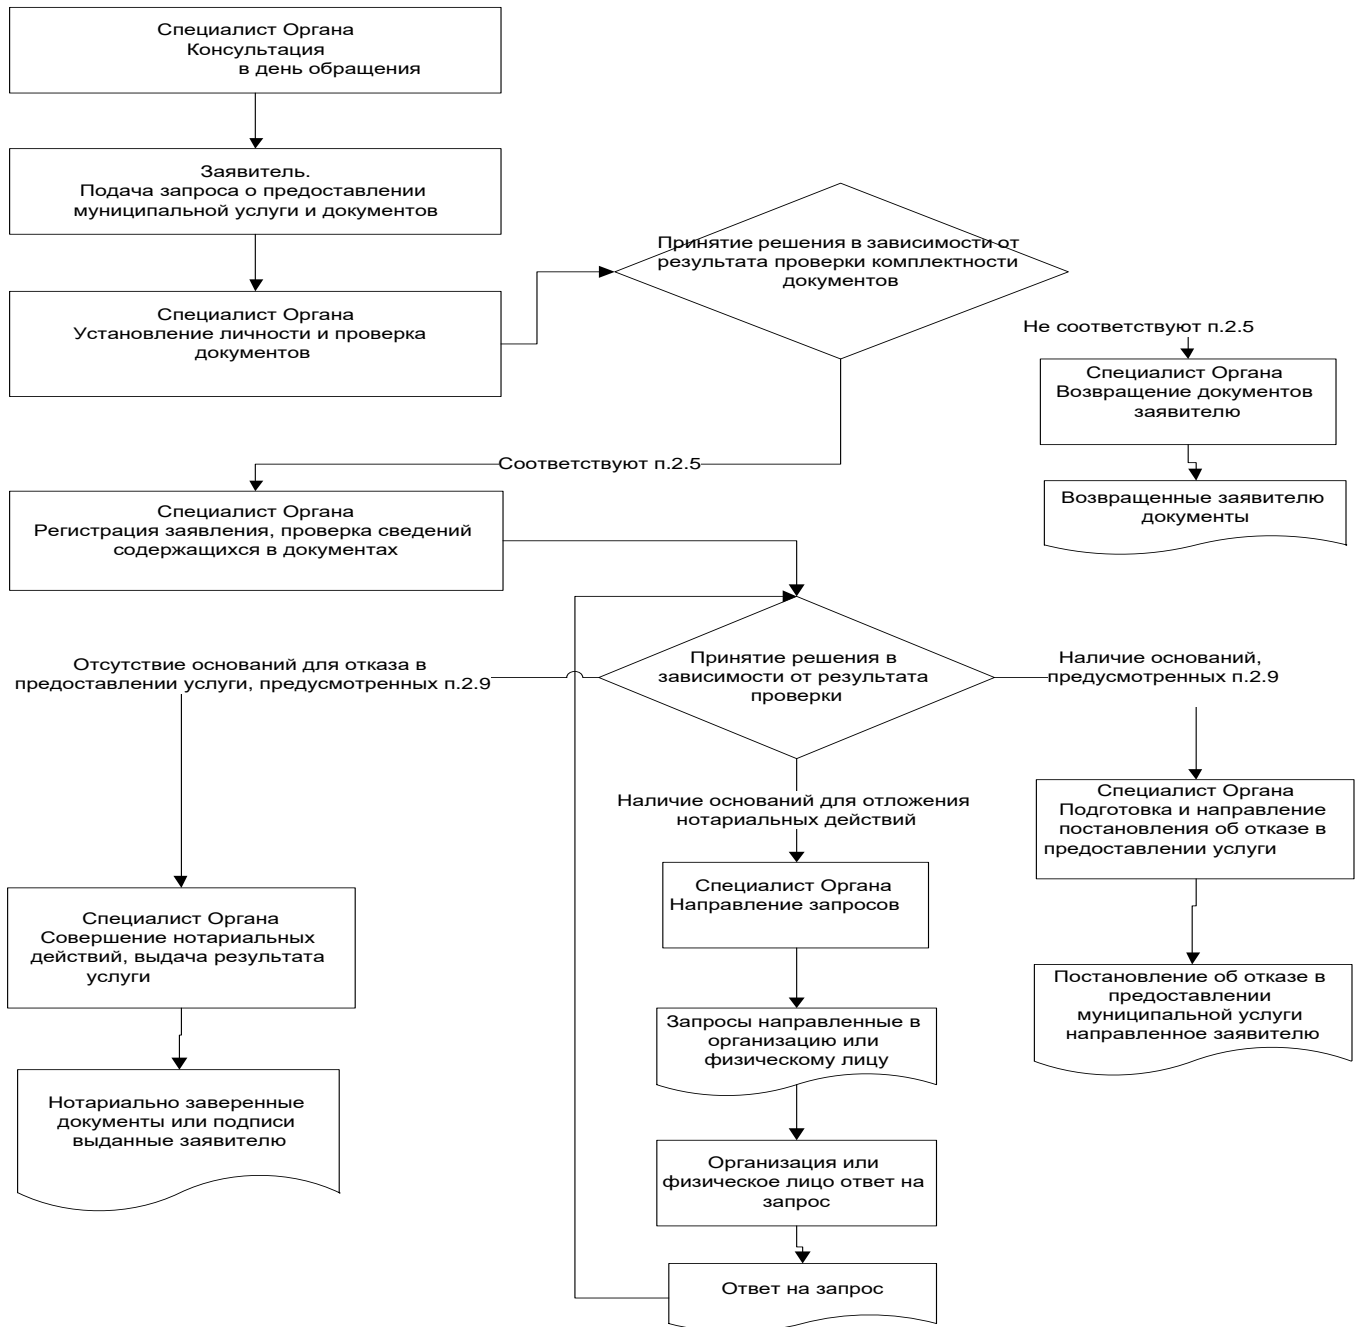 Специалист Органа
Консультация
в день обращения
Заявитель.
Подача запроса о предоставлении
муниципальной услуги и документов
Специалист Органа
Установление личности и проверка
документов
Принятие решения в зависимости от
результата проверки комплектности
документов
Не соответствуют п.2.5
Специалист Органа
Возвращение документов
заявителю
Возвращенные заявителю
документы
Соответствуют п.2.5
Специалист Органа
Регистрация заявления, проверка сведений
содержащихся в документах
Принятие решения в
зависимости от результата
проверки
Отсутствие оснований для отказа в
предоставлении услуги, предусмотренных п.2.9
Наличие оснований,
предусмотренных п.2.9
Наличие оснований для отложения
нотариальных действий
Специалист Органа
Подготовка и направление
постановления об отказе в
предоставлении услуги
Специалист Органа
Направление запросов
Специалист Органа
Совершение нотариальных
действий, выдача результата
услуги
Постановление об отказе в
предоставлении
муниципальной услуги
направленное заявителю
Запросы направленные в
организацию или
физическому лицу
Нотариально заверенные
документы или подписи
выданные заявителю
Организация или
физическое лицо ответ на
запрос
Ответ на запрос